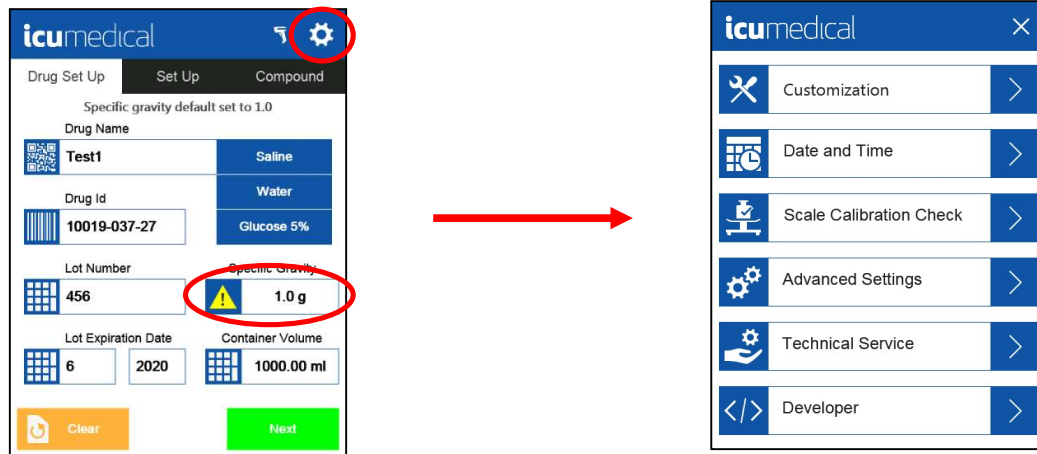 icumedical
Drug Set Up Set Up Compound
Specific gravity default set to 1.0
Drug Name
Test1 Saline
Water
Drug Id
10019-037-27 Glucose 5%
Lot Number Specific Gravity
456 1.0 g
Lot Expiration Date Container Volume
6 2020 1000.00 ml
Clear Next
icumedical
Customization
Date and Time
Scale Calibration Check
Advanced Settings
Technical Service
Developer